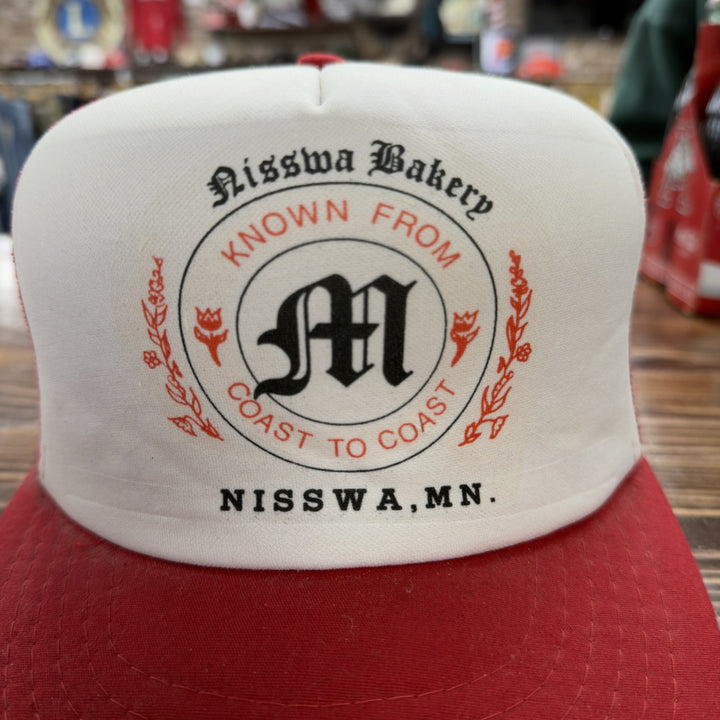 Nisswa Bakery
KNOWN FROM
M
COAST TO COAST
NISSWA, MN.